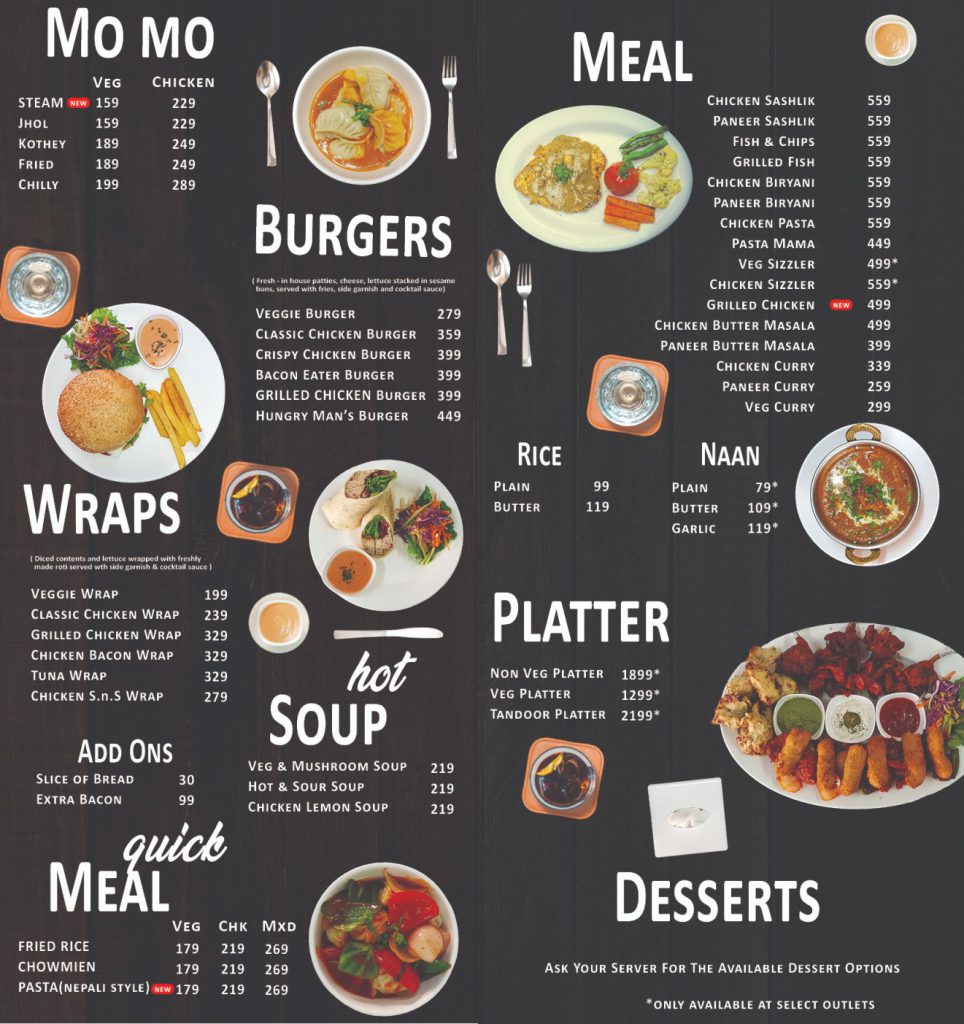 Mo mo
Veg Chicken
Steam NEW 159 229
Jhol 159 229
Kothey 189 249
Fried 189 249
Chilly 199 289
Burgers
( Fresh - in house patties, cheese, lettuce stacked in sesame
buns, served with fries, side garnish and cocktail sauce)
Veggie Burger 279
Classic Chicken Burger 359
Crispy Chicken Burger 399
Bacon Eater Burger 399
GRILLED CHICKEN Burger 399
Hungry Man's Burger 449
Wraps
( Diced contents and lettuce wrapped with freshly
made roti served wth side garnish & cocktail sauce )
Veggie Wrap 199
Classic Chicken Wrap 239
Grilled Chicken Wrap 329
Chicken Bacon Wrap 329
Tuna Wrap 329
Chicken S.n.S Wrap 279
Add Ons
Slice of Bread 30
Extra Bacon 99
hot
Soup
Veg & Mushroom Soup 219
Hot & Sour Soup 219
Chicken Lemon Soup 219
quick
Meal
Veg Chk Mxd
FRIED RICE 179 219 269
CHOWMIEN 179 219 269
PASTA(NEPALI STYLE) NEW 179 219 269
Meal
Chicken Sashlik 559
Paneer Sashlik 559
Fish & Chips 559
Grilled Fish 559
Chicken Biryani 559
Paneer Biryani 559
Chicken Pasta 559
Pasta Mama 449
Veg Sizzler 499*
Chicken Sizzler 559*
Grilled Chicken NEW 499
Chicken Butter Masala 499
Paneer Butter Masala 399
Chicken Curry 339
Paneer Curry 259
Veg Curry 299
Rice
Plain 99
Butter 119
Naan
Plain 79*
Butter 109*
Garlic 119*
Platter
Non Veg Platter 1899*
Veg Platter 1299*
Tandoor Platter 2199*
Desserts
Ask Your Server For The Available Dessert Options
*only available at select outlets